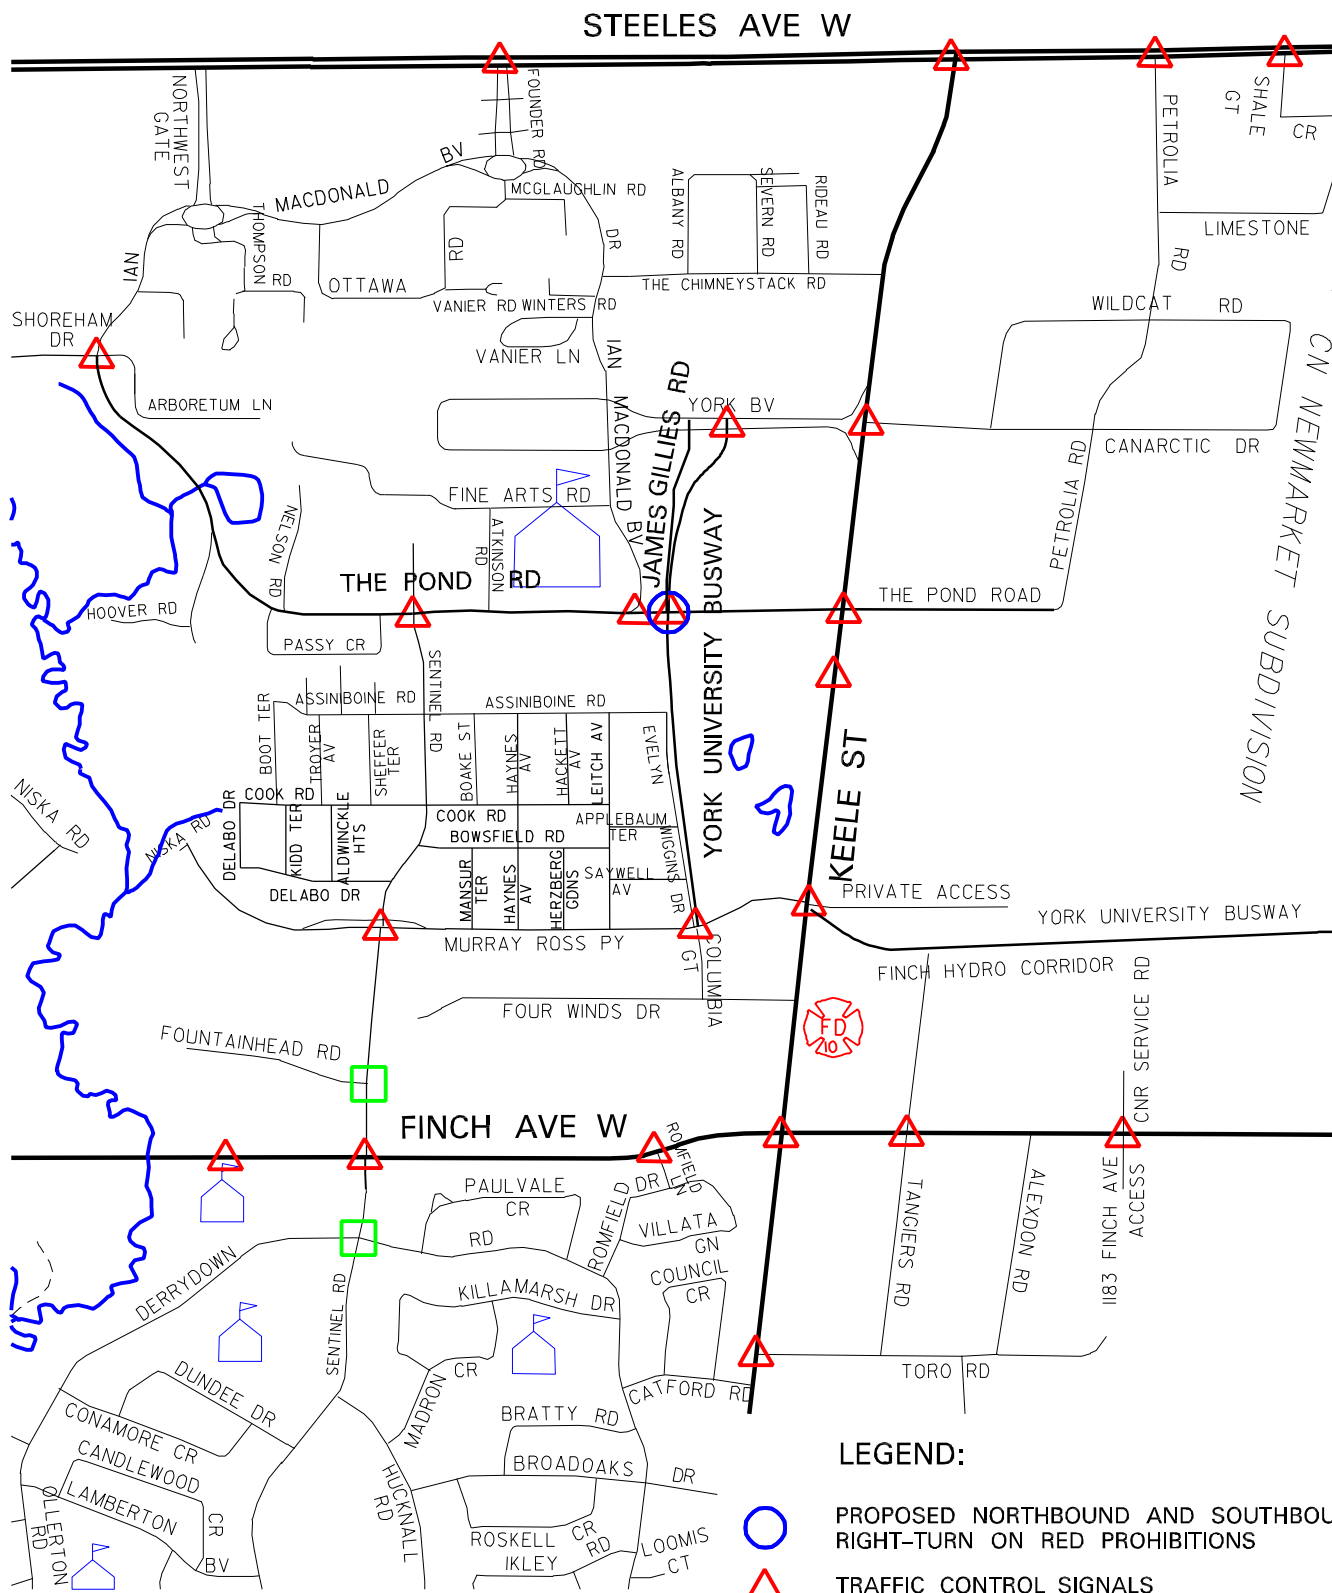 STEELES AVE W
NORTHWEST
GATE
FOUNDER RD
PETROLIA
RD
SHALE
GT
CR
MACDONALD
BV
MCGLAUGHLIN RD
ALBANY RD
SEVERN RD
RIDEAU RD
LIMESTONE
IAN
THOMPSON
RD
OTTAWA
RD
DR
VANIER RD
WINTERS RD
THE CHIMNEYSTACK RD
WILDCAT RD
SHOREHAM
DR
VANIER LN
IAN
MACDONALD
BV
CN NEWMARKET SUBDIVISION
ARBORETUM LN
JAMES GILLIES RD
YORK BV
CANARCTIC DR
PETROLIA RD
FINE ARTS RD
NELSON RD
ATKINSON
RD
THE POND RD
YORK UNIVERSITY BUSWAY
THE POND ROAD
HOOVER RD
PASSY CR
SENTINEL RD
ASSINIBOINE RD
ASSINIBOINE RD
BOOT TER
TROYER
AV
SHEFFER
TER
BOAKE ST
HAYNES
AV
HACKETT
AV
LEITCH AV
EVELYN
WIGGINS DR
KEELE ST
NISKA RD
NISKA RD
COOK RD
COOK RD
DELABO DR
KIDD TER
ALDWINCKLE
HTS
BOWSFIELD RD
APPLEBAUM
TER
DELABO DR
MANSUR
TER
HAYNES
AV
HERZBERG
GDNS
SAYWELL
AV
PRIVATE ACCESS
YORK UNIVERSITY BUSWAY
MURRAY ROSS PY
COLUMBIA
GT
FINCH HYDRO CORRIDOR
CNR SERVICE RD
FOUR WINDS DR
FD
10
FOUNTAINHEAD RD
FINCH AVE W
ROMFIELD
LN
PAULVALE
CR
ROMFIELD DR
VILLATA
GN
TANGIERS RD
ALEXDON RD
1183 FINCH AVE
ACCESS
DERRYDOWN
RD
COUNCIL
CR
SENTINEL RD
KILLAMARSH DR
DUNDEE DR
MADRON
CR
CATFORD RD
TORO RD
CONAMORE CR
BRATTY RD
CANDLEWOOD
CR
LAMBERTON
BV
HUCKNALL
RD
BROADOAKS DR
OLLERTON
RD
ROSKELL
CR
IKLEY
RD
LOOMIS
CT
LEGEND:
PROPOSED NORTHBOUND AND SOUTHBOU
RIGHT-TURN ON RED PROHIBITIONS
TRAFFIC CONTROL SIGNALS